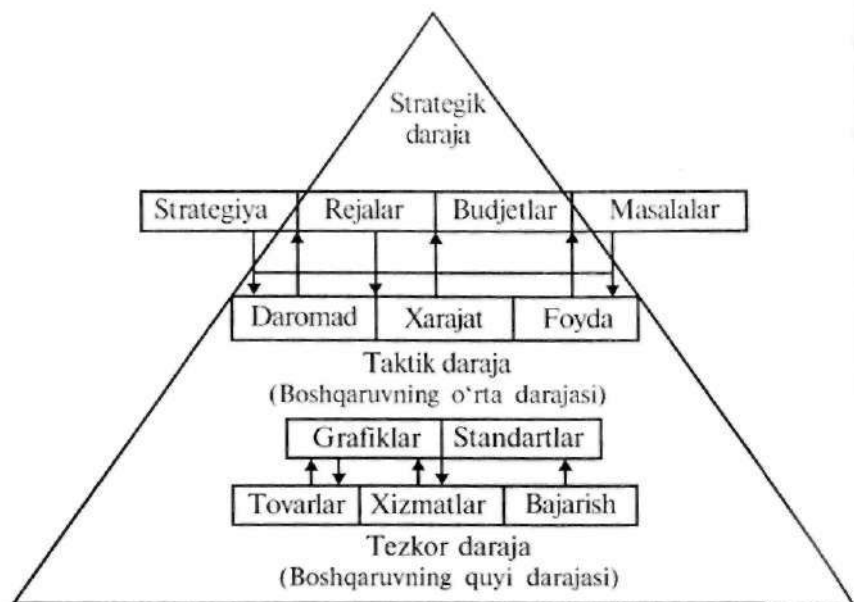 Strategik
daraja
Strategiya Rejalar Budjetlar Masalalar
Daromad Xarajat Foyda
Taktik daraja
(Boshqaruvning o‘rta darajasi)
Grafiklar Standartlar
Tovarlar Xizmatlar Bajarish
Tezkor daraja
(Boshqaruvning quyi darajasi)